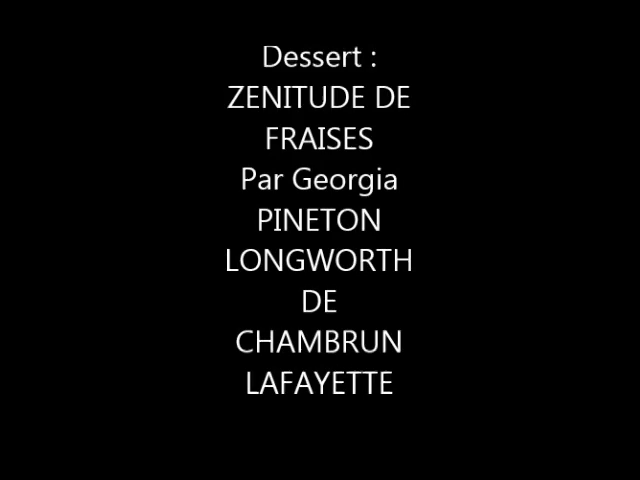 Dessert :
ZENITUDE DE
FRAISES
Par Georgia
PINETON
LONGWORTH
DE
CHAMBRUN
LAFAYETTE